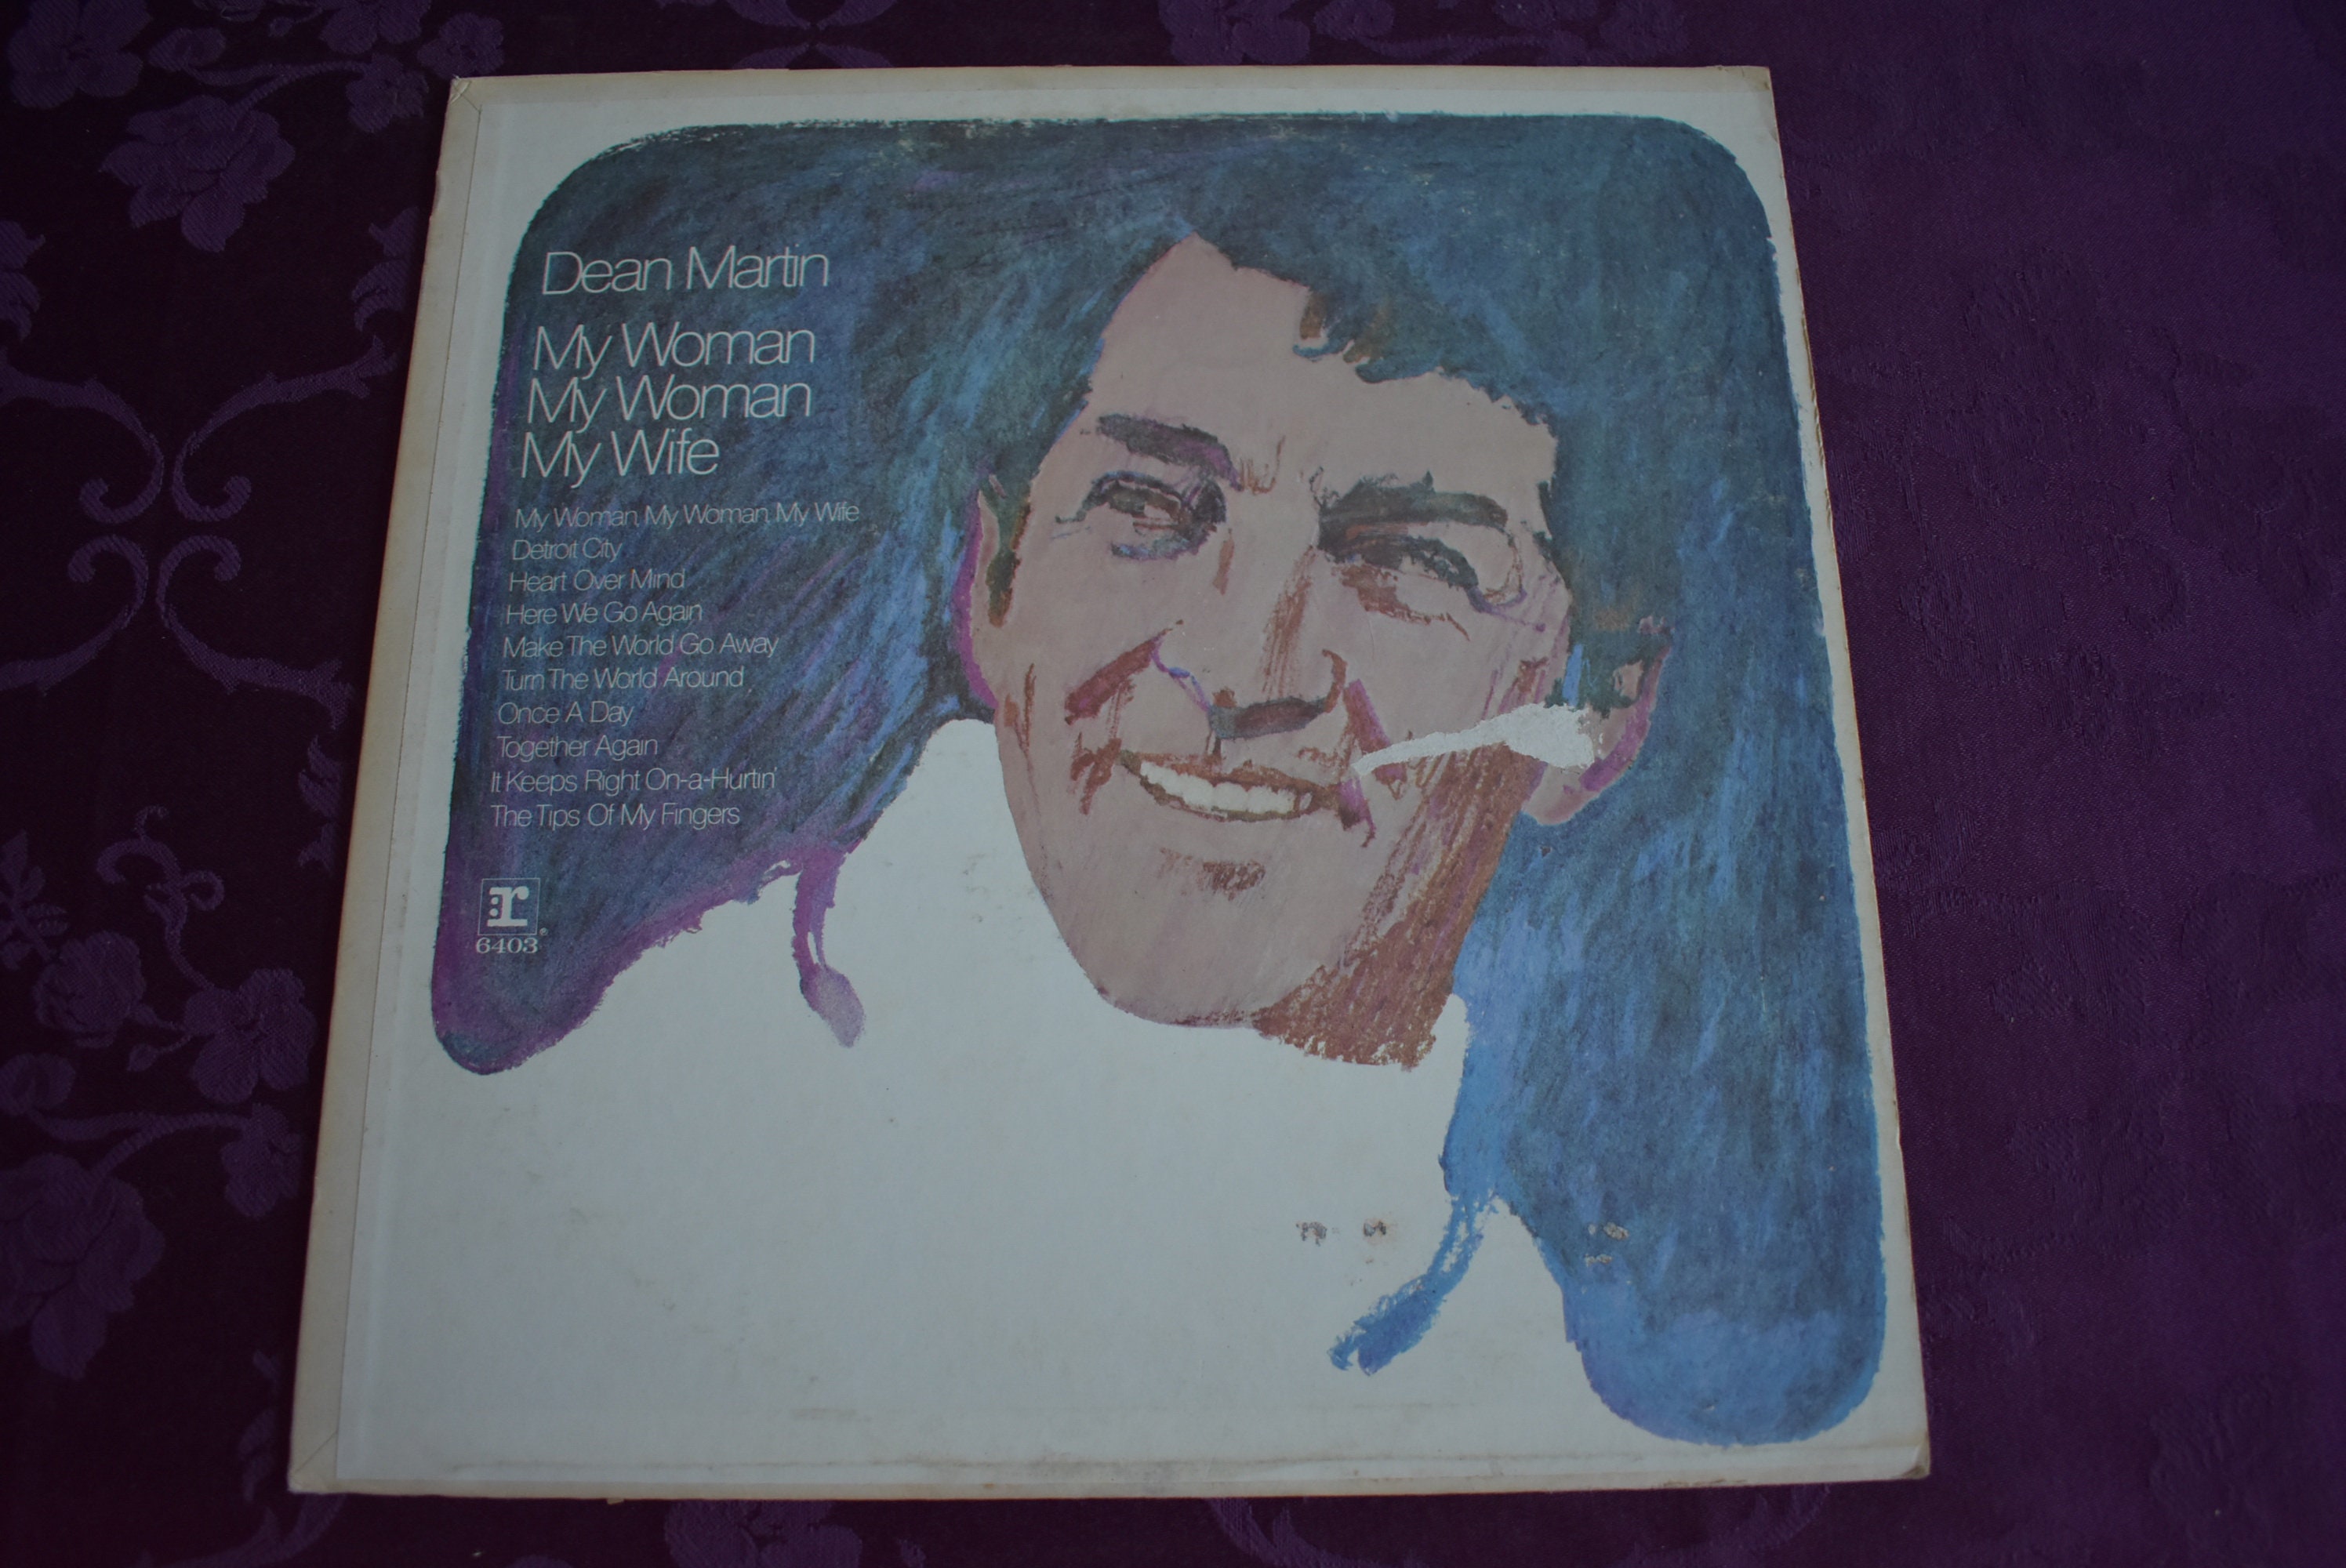 Dean Martin
My Woman
My Woman
My Wife
My Woman, My Woman, My Wife
Detroit City
Heart Over Mind
Here We Go Again
Make The World Go Away
Turn The World Around
Once A Day
Together Again
It Keeps Right On-a-Hurtin'
The Tips Of My Fingers
r:
®
6403